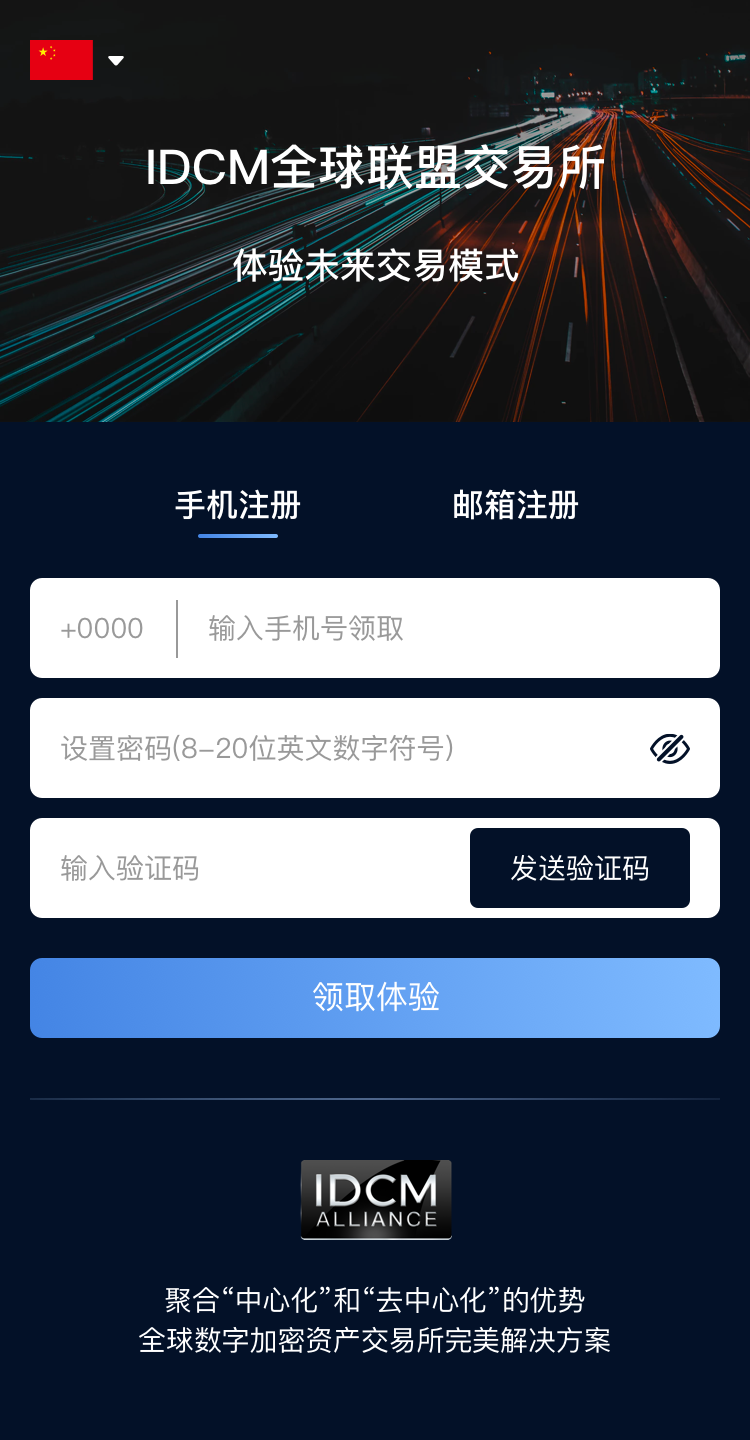 IDCM全球联盟交易所
体验未来交易模式
手机注册
邮箱注册
+0000
输入手机号领取
设置密码(8-20位英文数字符号)
输入验证码
发送验证码
领取体验
IDCM
ALLIANCE
聚合“中心化”和“去中心化”的优势
全球数字加密资产交易所完美解决方案